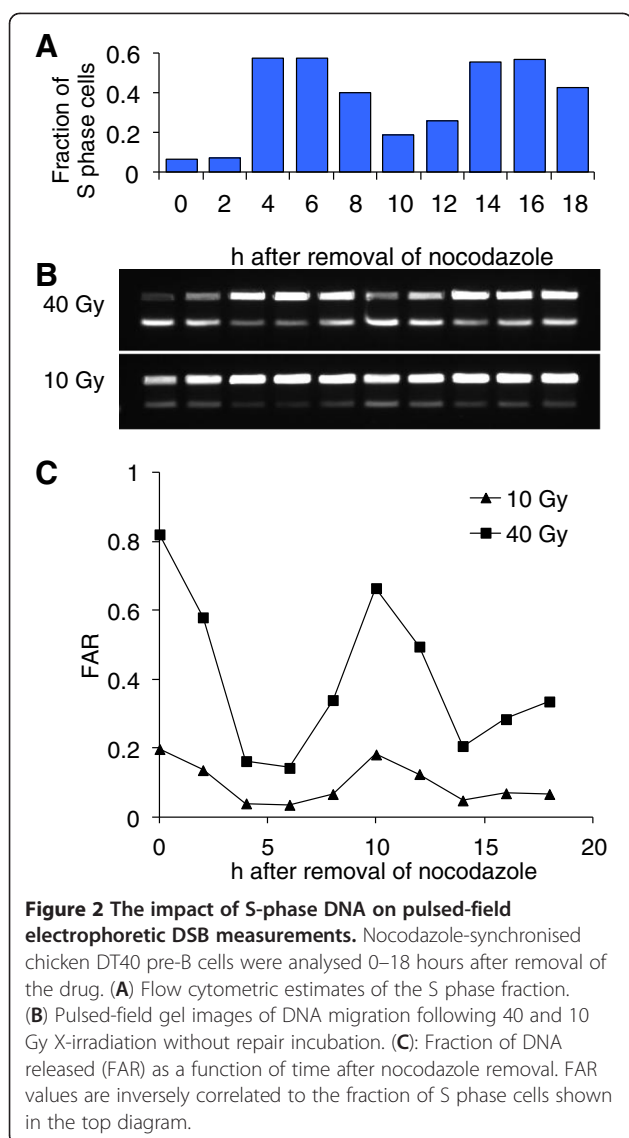 A
Fraction of
S phase cells
0.6
0.4
0.2
0
0 2 4 6 8 10 12 14 16 18
h after removal of nocodazole
B
40 Gy
10 Gy
C
1
0.8
0.6
0.4
0.2
0
FAR
10 Gy
40 Gy
0 5 10 15 20
h after removal of nocodazole
Figure 2 The impact of S-phase DNA on pulsed-field
electrophoretic DSB measurements. Nocodazole-synchronised
chicken DT40 pre-B cells were analysed 0–18 hours after removal of
the drug. (A) Flow cytometric estimates of the S phase fraction.
(B) Pulsed-field gel images of DNA migration following 40 and 10
Gy X-irradiation without repair incubation. (C): Fraction of DNA
released (FAR) as a function of time after nocodazole removal. FAR
values are inversely correlated to the fraction of S phase cells shown
in the top diagram.